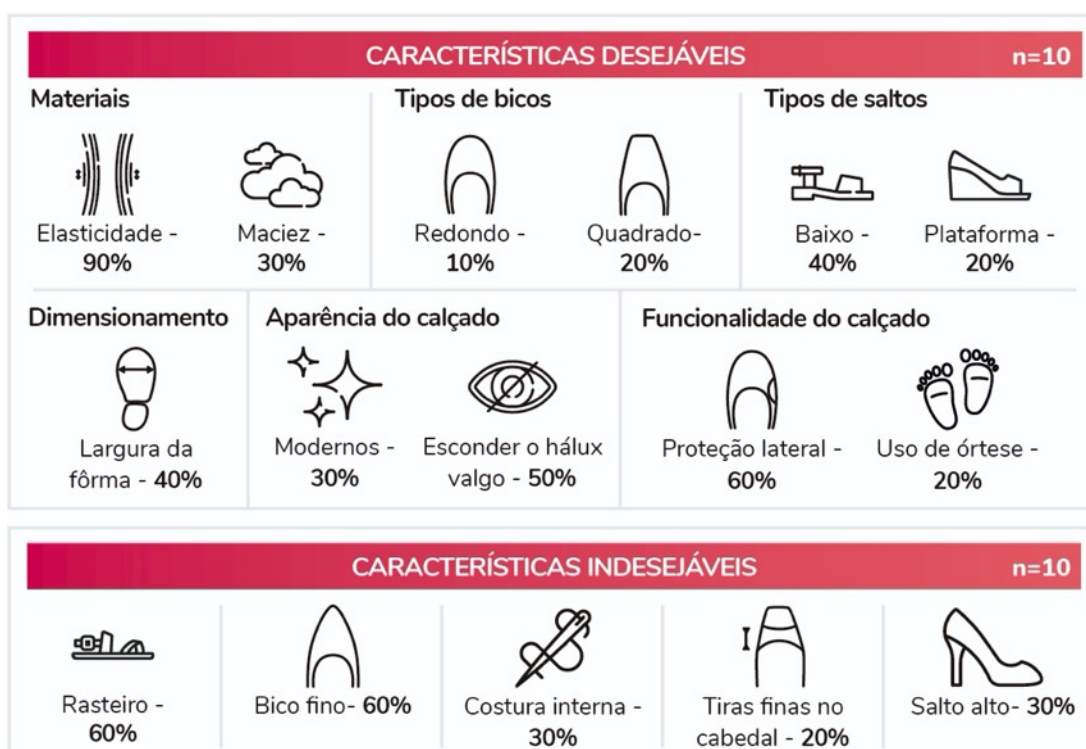 CARACTERÍSTICAS DESEJÁVEIS n=10
Materiais
Elasticidade -
90%
Maciez -
30%
Tipos de bicos
Redondo -
10%
Quadrado-
20%
Tipos de saltos
Baixo -
40%
Plataforma -
20%
Dimensionamento
Largura da
fôrma - 40%
Aparência do calçado
Modernos -
30%
Esconder o hálux
valgo - 50%
Funcionalidade do calçado
Proteção lateral -
60%
Uso de órtese -
20%
CARACTERÍSTICAS INDESEJÁVEIS n=10
Rasteiro -
60%
Bico fino- 60%
Costura interna -
30%
Tiras finas no
cabedal - 20%
Salto alto- 30%